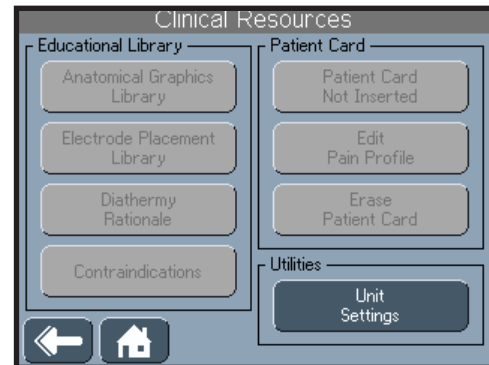 Clinical Resources
Educational Library
Anatomical Graphics
Library
Electrode Placement
Library
Diathermy
Rationale
Contraindications
Patient Card
Patient Card
Not Inserted
Edit
Pain Profile
Erase
Patient Card
Utilities
Unit
Settings